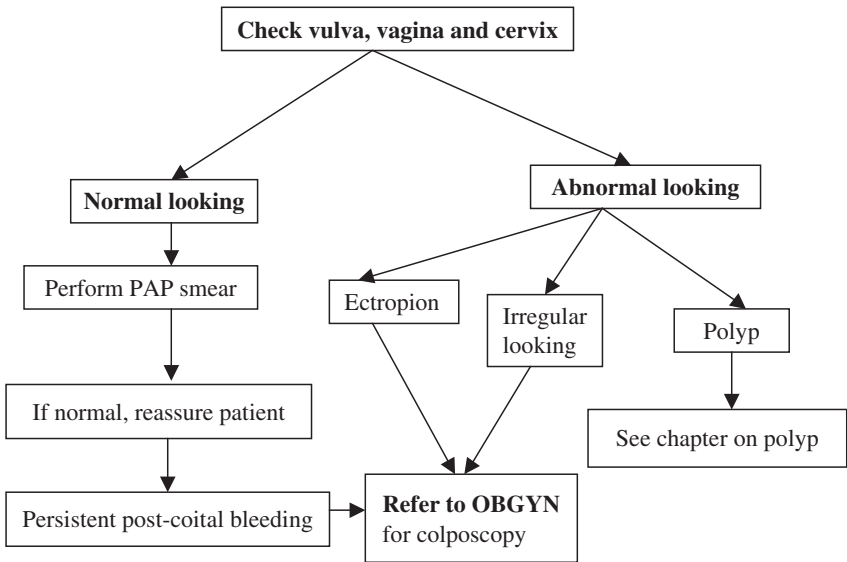 Check vulva, vagina and cervix
Normal looking
Abnormal looking
Perform PAP smear
Ectropion
Irregular
looking
Polyp
If normal, reassure patient
See chapter on polyp
Persistent post-coital bleeding
Refer to OBGYN
for colposcopy